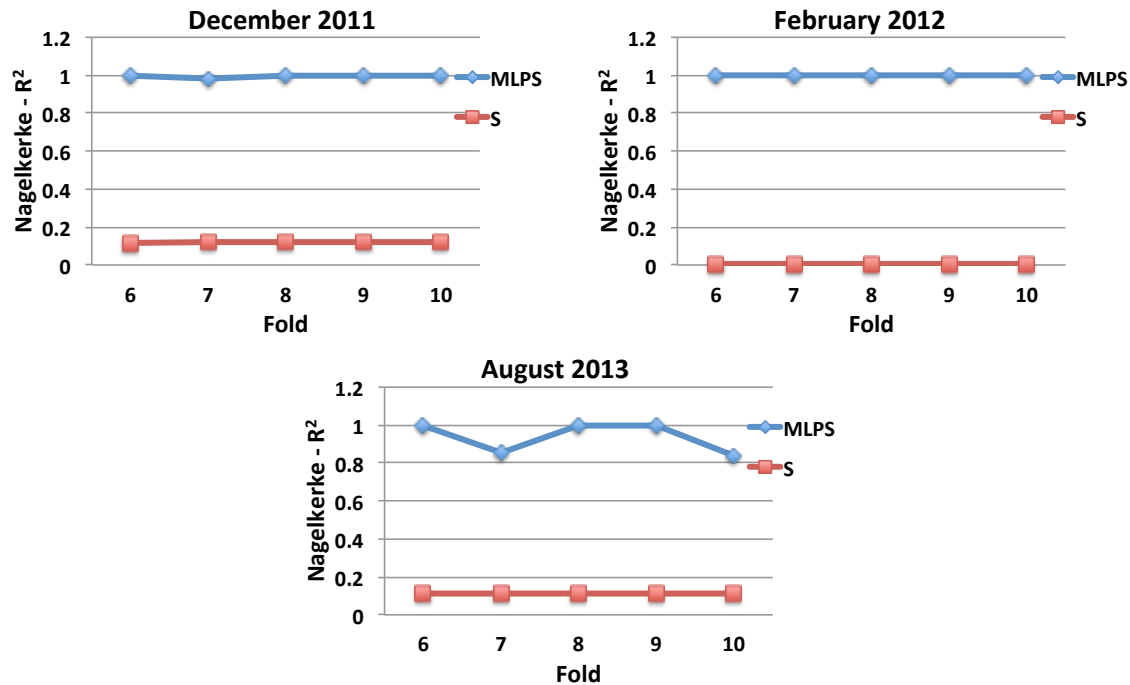 December 2011
1.2
1
0.8
0.6
0.4
0.2
0
Nagelkerke - R²
6 7 8 9 10
Fold
MLPS
S
February 2012
1.2
1
0.8
0.6
0.4
0.2
0
Nagelkerke - R²
6 7 8 9 10
Fold
MLPS
S
August 2013
1.2
1
0.8
0.6
0.4
0.2
0
Nagelkerke - R²
6 7 8 9 10
Fold
MLPS
S